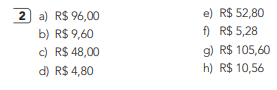 2 a) R$ 96,00
b) R$ 9,60
c) R$ 48,00
d) R$ 4,80
e) R$ 52,80
f) R$ 5,28
g) R$ 105,60
h) R$ 10,56